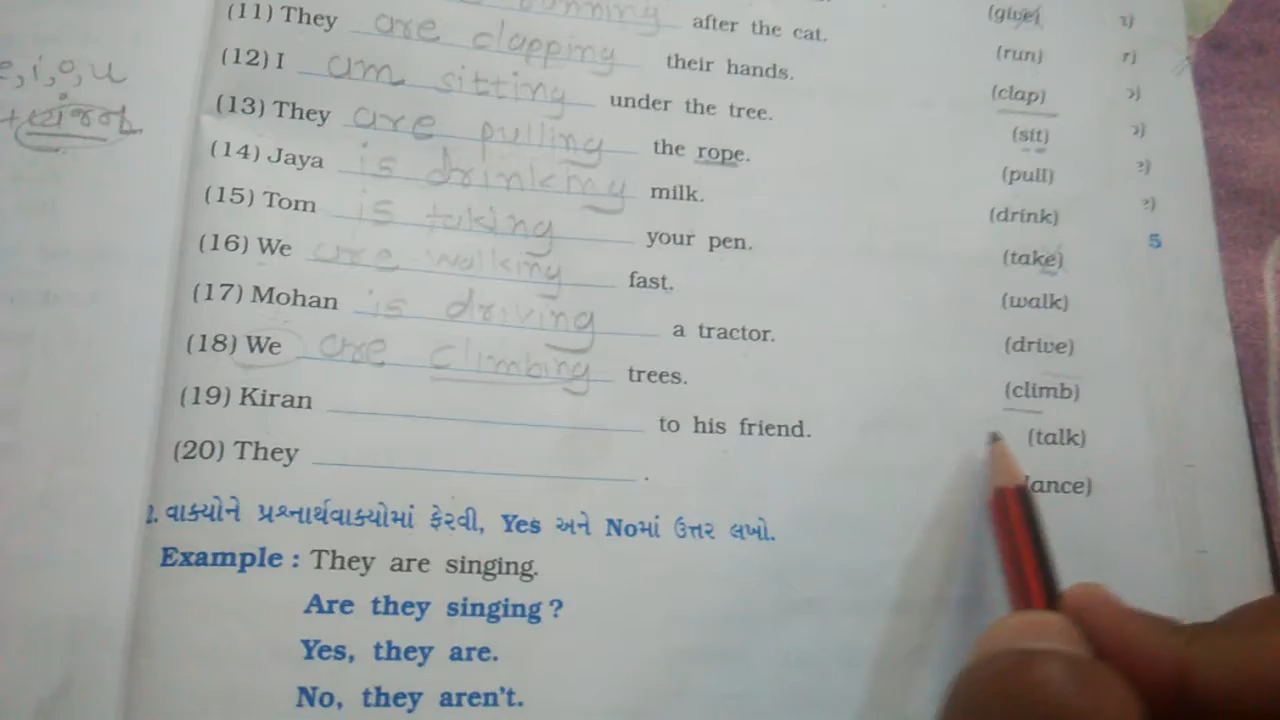 running after the cat. (give)
(11) They are clapping their hands. (run)
(12) I am sitting under the tree. (clap)
(13) They are pulling the rope. (sit)
(14) Jaya is drinking milk. (pull)
(15) Tom is taking your pen. (drink)
(16) We are walking fast. (take)
(17) Mohan is driving a tractor. (walk)
(18) We are climbing trees. (drive)
(19) Kiran to his friend. (climb)
(20) They . (talk)
dance)
5
e, i, o, u
+ વ્યંજન
2. વાક્યોને પ્રશ્નાર્થવાક્યોમાં ફેરવી, Yes અને Noમાં ઉત્તર લખો.
Example : They are singing.
Are they singing ?
Yes, they are.
No, they aren't.